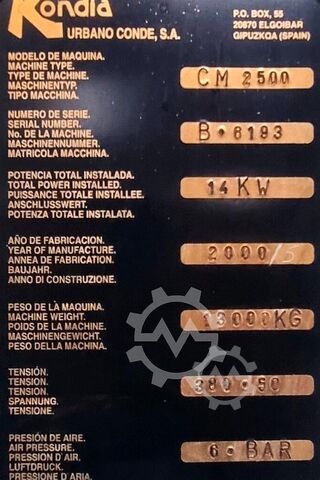 Kondia
URBANO CONDE, S.A.
P.O. BOX, 55
20870 ELGOIBAR
GIPUZKOA (SPAIN)
MODELO DE MAQUINA.
MACHINE TYPE.
TYPE DE MACHINE.
MASCHINENTYP.
TIPO MACCHINA.
CM 2500
NUMERO DE SERIE.
SERIAL NUMBER.
No. DE LA MACHINE.
MASCHINENNUMMER.
MATRICOLA MACCHINA.
B·6193
POTENCIA TOTAL INSTALADA.
TOTAL POWER INSTALLED.
PUISSANCE TOTALE INSTALLEE.
ANSCHLUSSWERT.
POTENZA TOTALE INSTALATA.
14 KW
AÑO DE FABRICACION.
YEAR OF MANUFACTURE.
ANNEA DE FABRICATION.
BAUJAHR.
ANNO DI CONSTRUZIONE.
2000/5
PESO DE LA MAQUINA.
MACHINE WEIGHT.
POIDS DE LA MACHINE.
MASCHINENGEWICHT.
PESO DELLA MACHINA.
13000KG
TENSIÓN.
TENSION.
TENSION.
SPANNUNG.
TENSIONE.
380·50
PRESIÓN DE AIRE.
AIR PRESSURE.
PRESSION D'AIR.
LUFTDRUCK.
PRESSIONE D'ARIA.
6·BAR